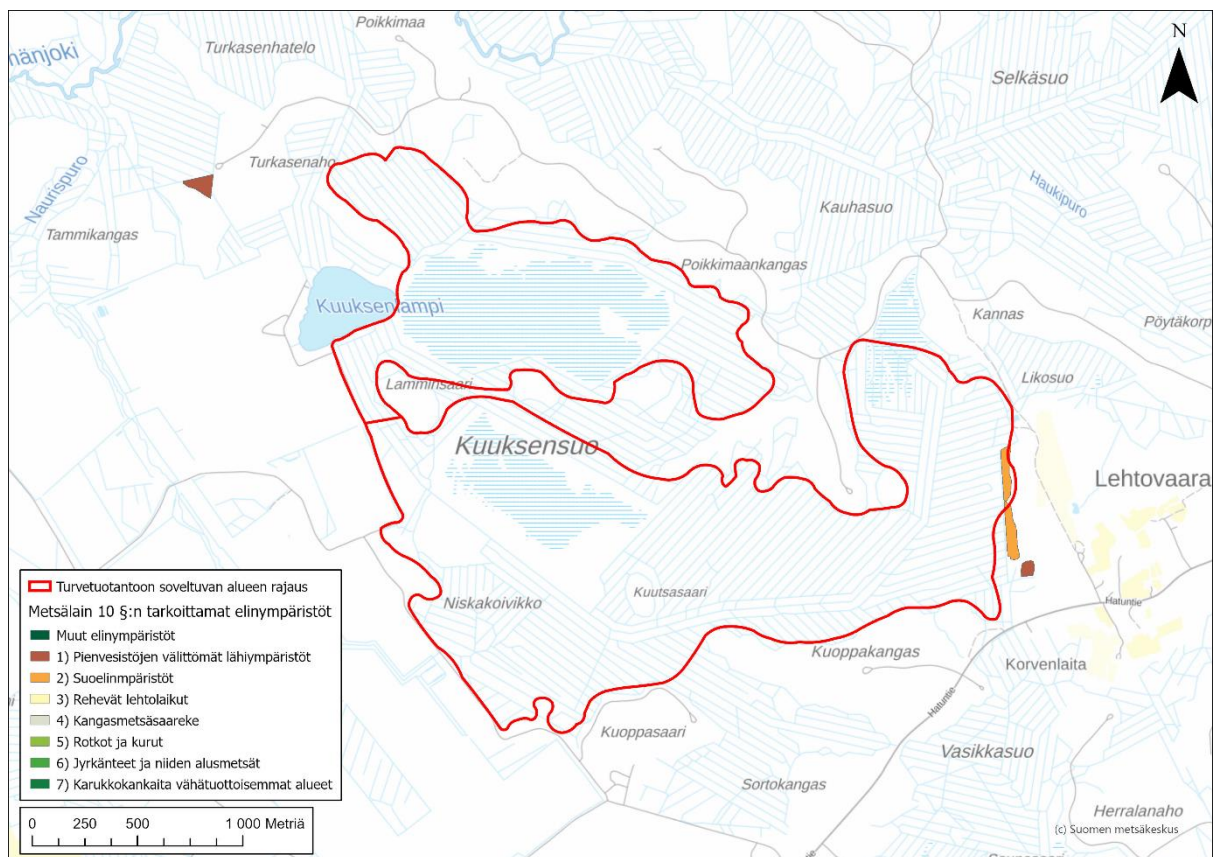 Poikkimaa
Turkasenhatelo
mänjoki
N
Selkäsuo
Turkasenaho
Naurispuro
Haukipuro
Tammikangas
Kauhasuo
Poikkimaankangas
Kuuksenlampi
Kannas
Pöytäkorp
Likosuo
Lamminsaari
Kuuksensuo
Lehtovaara
Kuutsasaari
Niskakoivikko
Hatuntie
Kuoppakangas
Korvenlaita
Hatuntie
Kuoppasaari
Vasikkasuo
Sortokangas
Herralanaho
Turvetuotantoon soveltuvan alueen rajaus
Metsälain 10 §:n tarkoittamat elinympäristöt
Muut elinympäristöt
1) Pienvesistöjen välittömät lähiympäristöt
2) Suoelinmpäristöt
3) Rehevät lehtolaikut
4) Kangasmetsäsaareke
5) Rotkot ja kurut
6) Jyrkänteet ja niiden alusmetsät
7) Karukkokankaita vähätuottoisemmat alueet
0 250 500 1 000 Metriä
(c) Suomen metsäkeskus